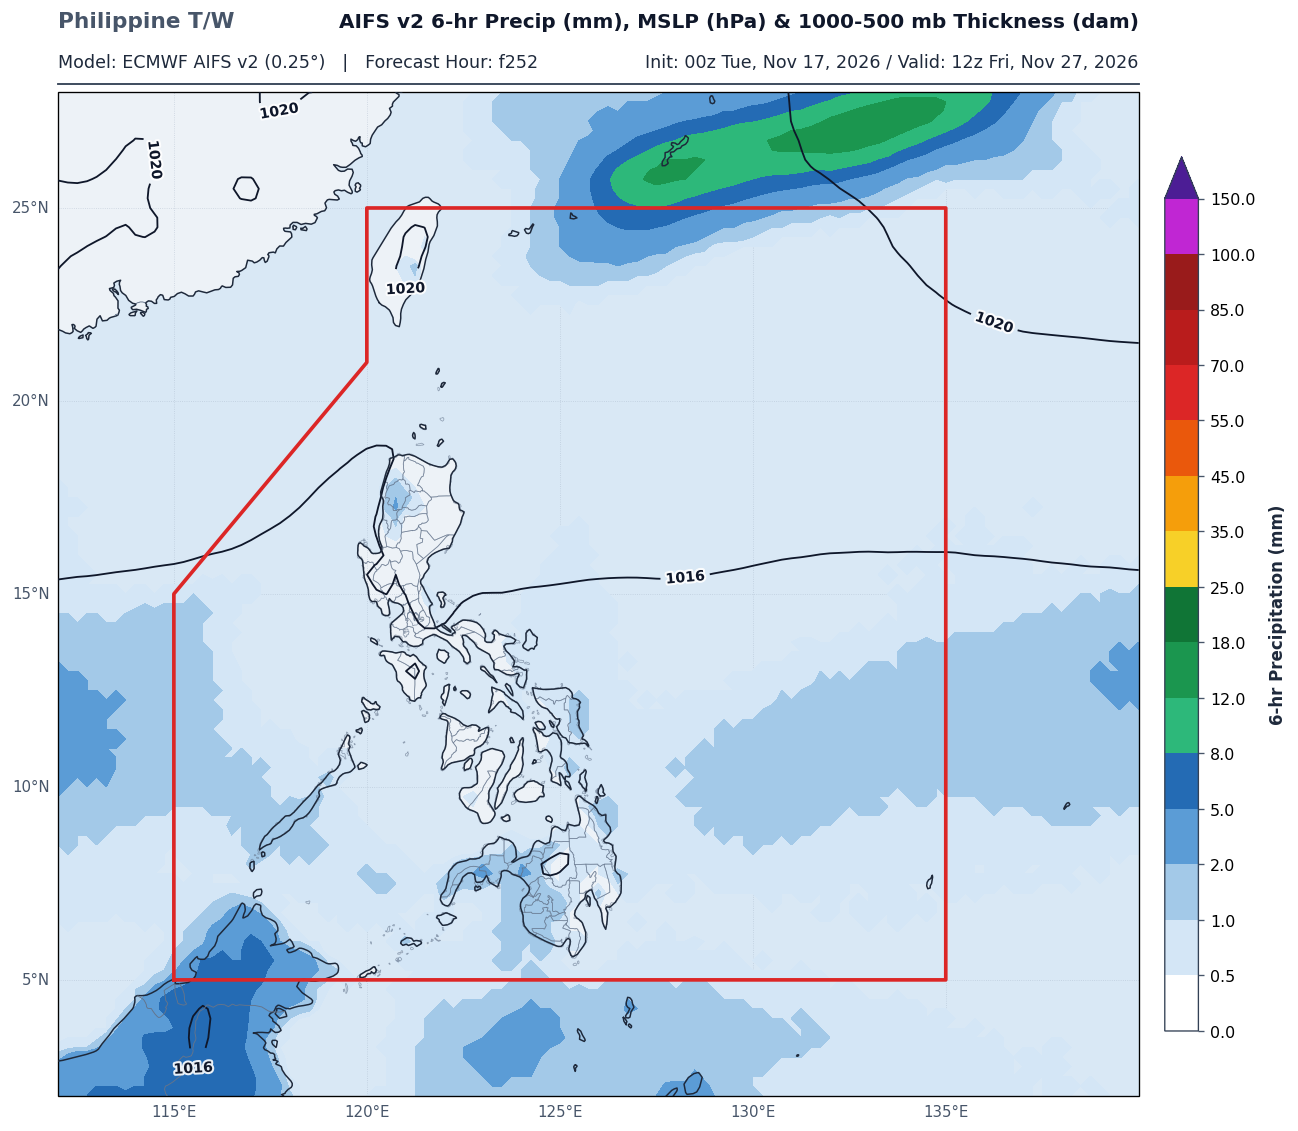 Philippine T/W
AIFS v2 6-hr Precip (mm), MSLP (hPa) & 1000-500 mb Thickness (dam)
Model: ECMWF AIFS v2 (0.25°)   |   Forecast Hour: f252
Init: 00z Tue, Nov 17, 2026 / Valid: 12z Fri, Nov 27, 2026
1020
1020
1020
1020
1016
1016
25°N
20°N
15°N
10°N
5°N
115°E
120°E
125°E
130°E
135°E
150.0
100.0
85.0
70.0
55.0
45.0
35.0
25.0
18.0
12.0
8.0
5.0
2.0
1.0
0.5
0.0
6-hr Precipitation (mm)